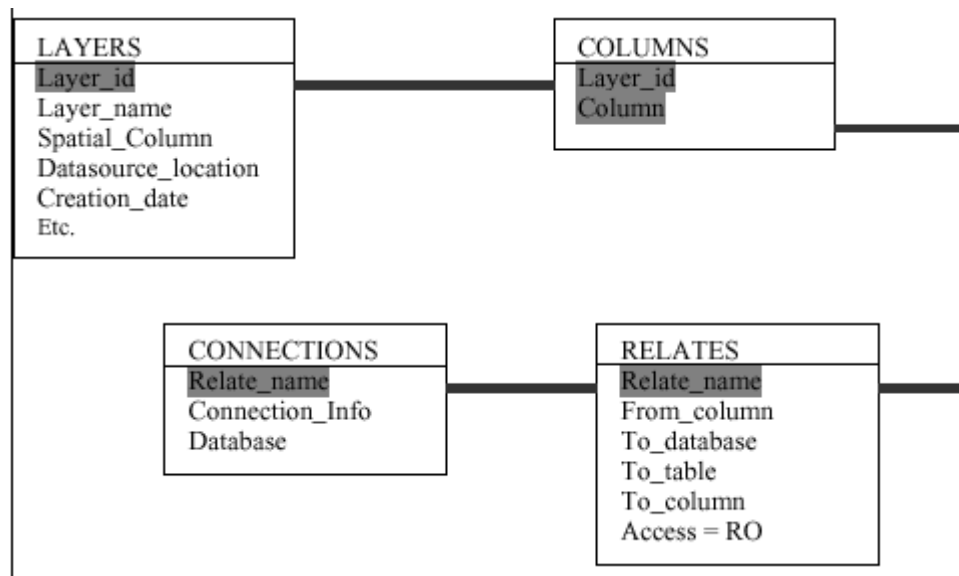 LAYERS
Layer_id
Layer_name
Spatial_Column
Datasource_location
Creation_date
Etc.
COLUMNS
Layer_id
Column
CONNECTIONS
Relate_name
Connection_Info
Database
RELATES
Relate_name
From_column
To_database
To_table
To_column
Access = RO